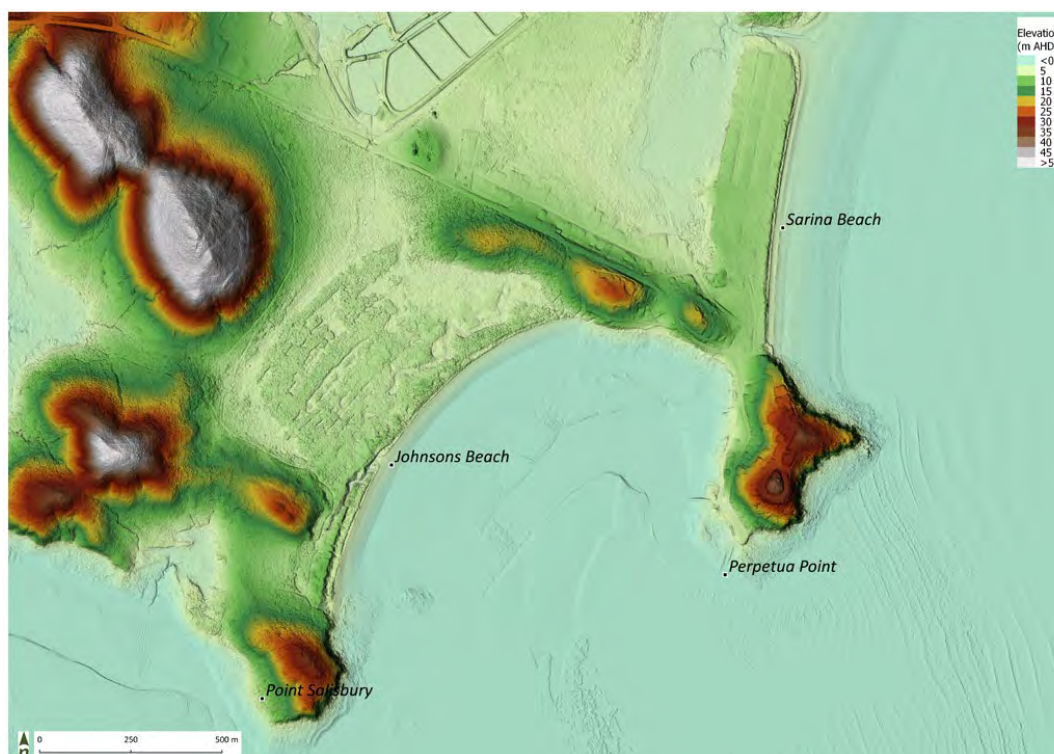 Elevatio
(m AHD
<0
5
10
15
20
25
30
35
40
45
>5
Sarina Beach
Johnsons Beach
Perpetua Point
Point Salisbury
n
0 250 500 m